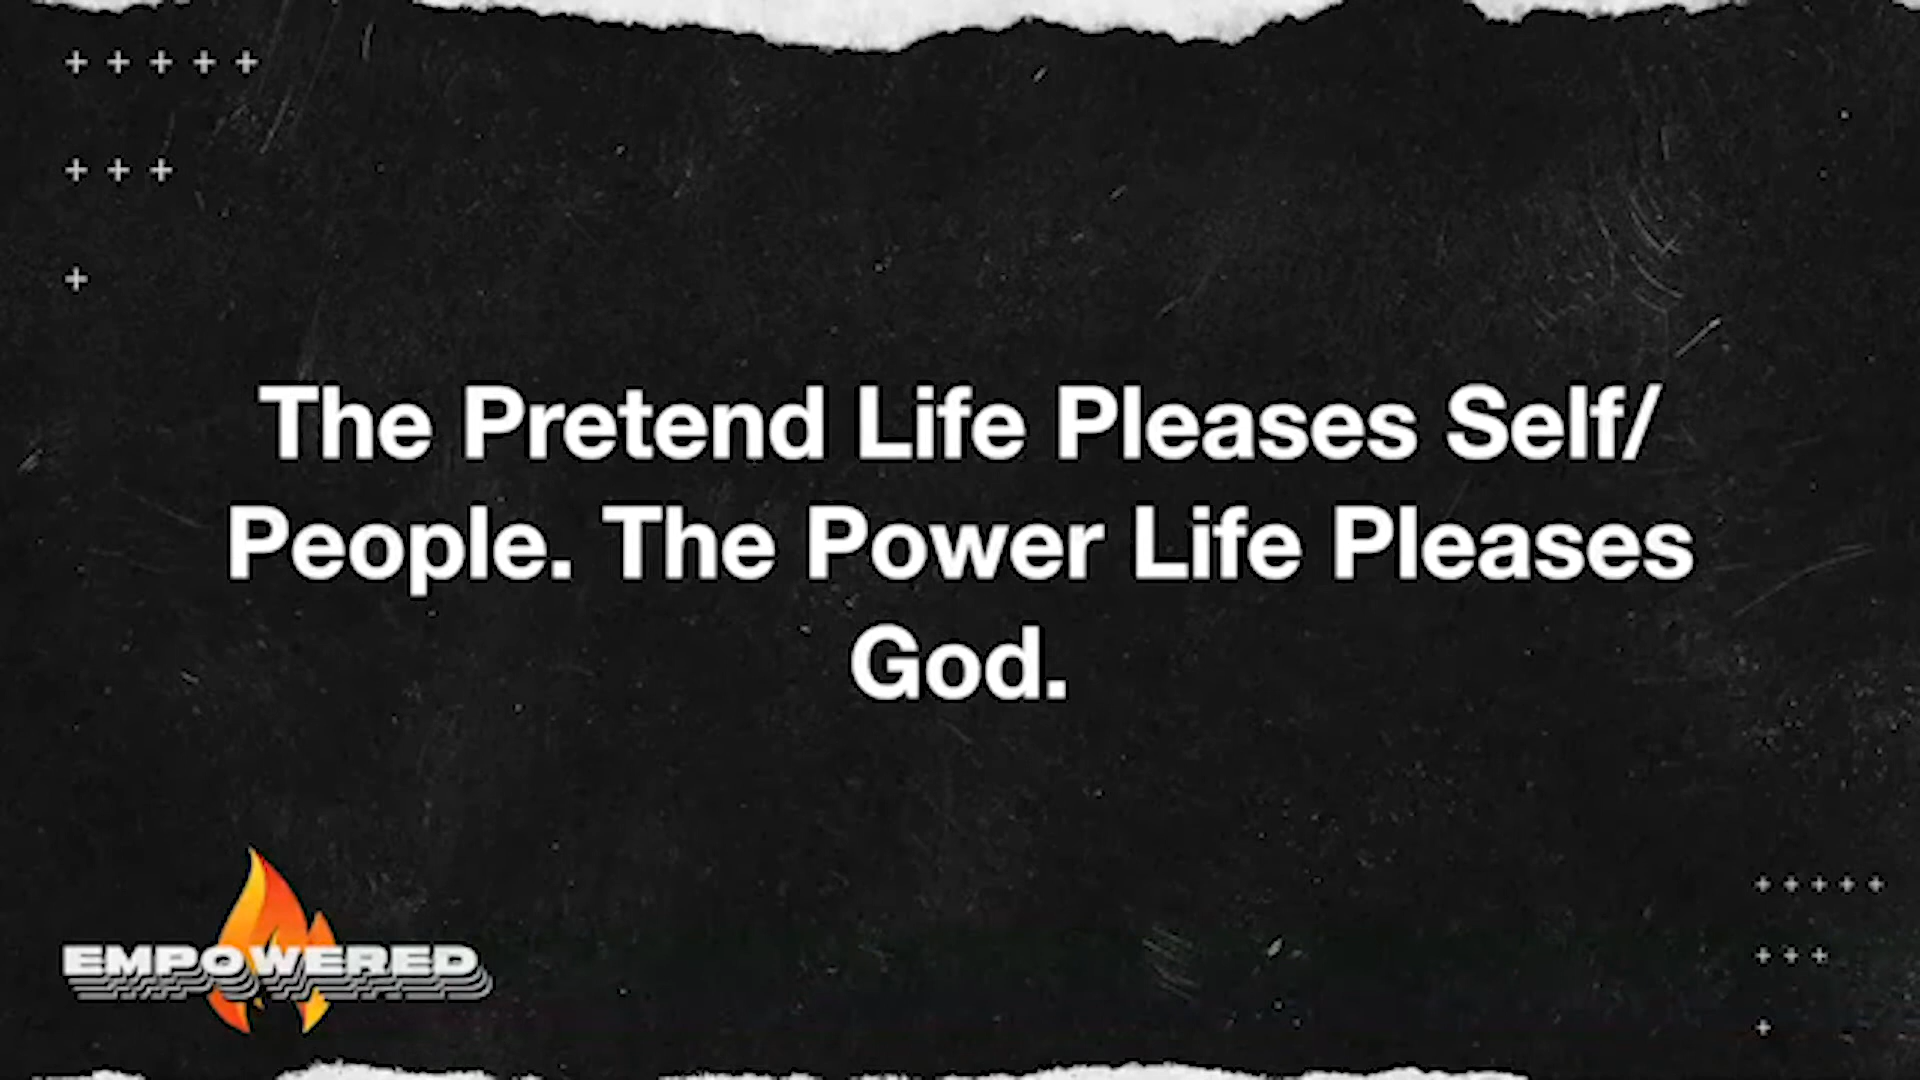 The Pretend Life Pleases Self/
People. The Power Life Pleases
God.
EMPOWERED